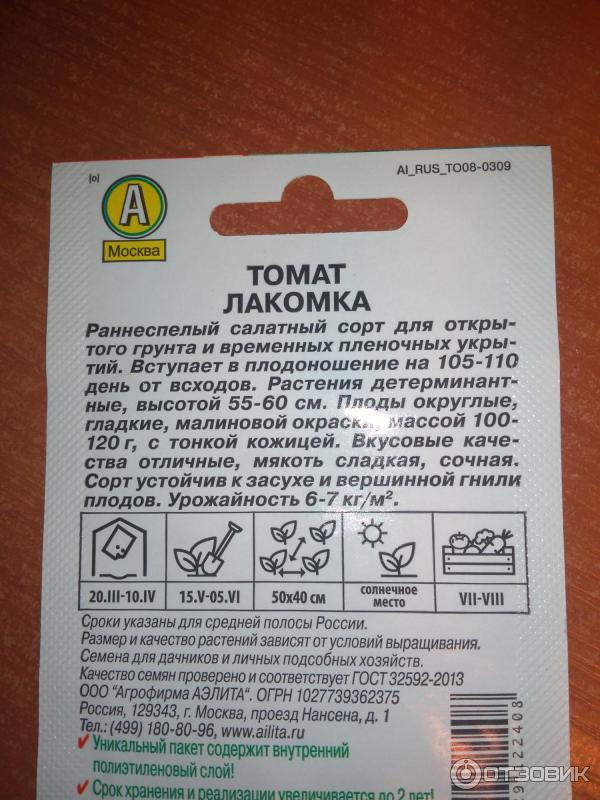 AI_RUS_TO08-0309
А
Москва
ТОМАТ
ЛАКОМКА
Раннеспелый салатный сорт для откры-
того грунта и временных пленочных укры-
тий. Вступает в плодоношение на 105-110
день от всходов. Растения детерминант-
ные, высотой 55-60 см. Плоды округлые,
гладкие, малиновой окраски, массой 100-
120 г, с тонкой кожицей. Вкусовые каче-
ства отличные, мякоть сладкая, сочная.
Сорт устойчив к засухе и вершинной гнили
плодов. Урожайность 6-7 кг/м².
20.III-10.IV 15.V-05.VI 50х40 см солнечное место VII-VIII
Сроки указаны для средней полосы России.
Размер и качество растений зависят от условий выращивания.
Семена для дачников и личных подсобных хозяйств.
Качество семян проверено и соответствует ГОСТ 32592-2013
ООО "Агрофирма АЭЛИТА". ОГРН 1027739362375
Россия, 129343, г. Москва, проезд Нансена, д. 1
Тел.: (499) 180-80-96, www.ailita.ru
Уникальный пакет содержит внутренний
полиэтиленовый слой!
Срок хранения и реализации увеличивается до 2 лет!
22408
ОТЗОВИК